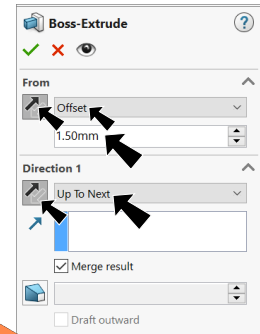 Boss-Extrude
?
From
Offset
1.50mm
Direction 1
Up To Next
Merge result
Draft outward